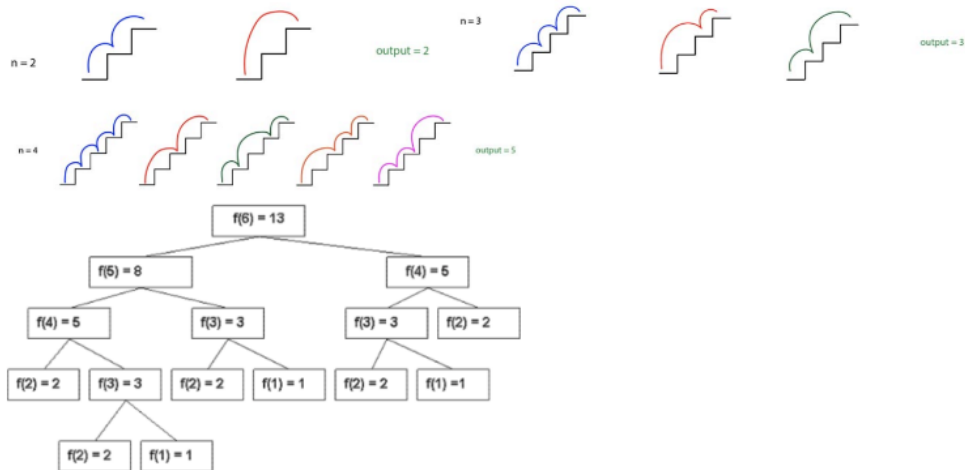 n = 2
output = 2
n = 3
output = 3
n = 4
output = 5
f(6) = 13
f(5) = 8
f(4) = 5
f(4) = 5
f(3) = 3
f(3) = 3
f(2) = 2
f(2) = 2
f(3) = 3
f(2) = 2
f(1) = 1
f(2) = 2
f(1) =1
f(2) = 2
f(1) = 1